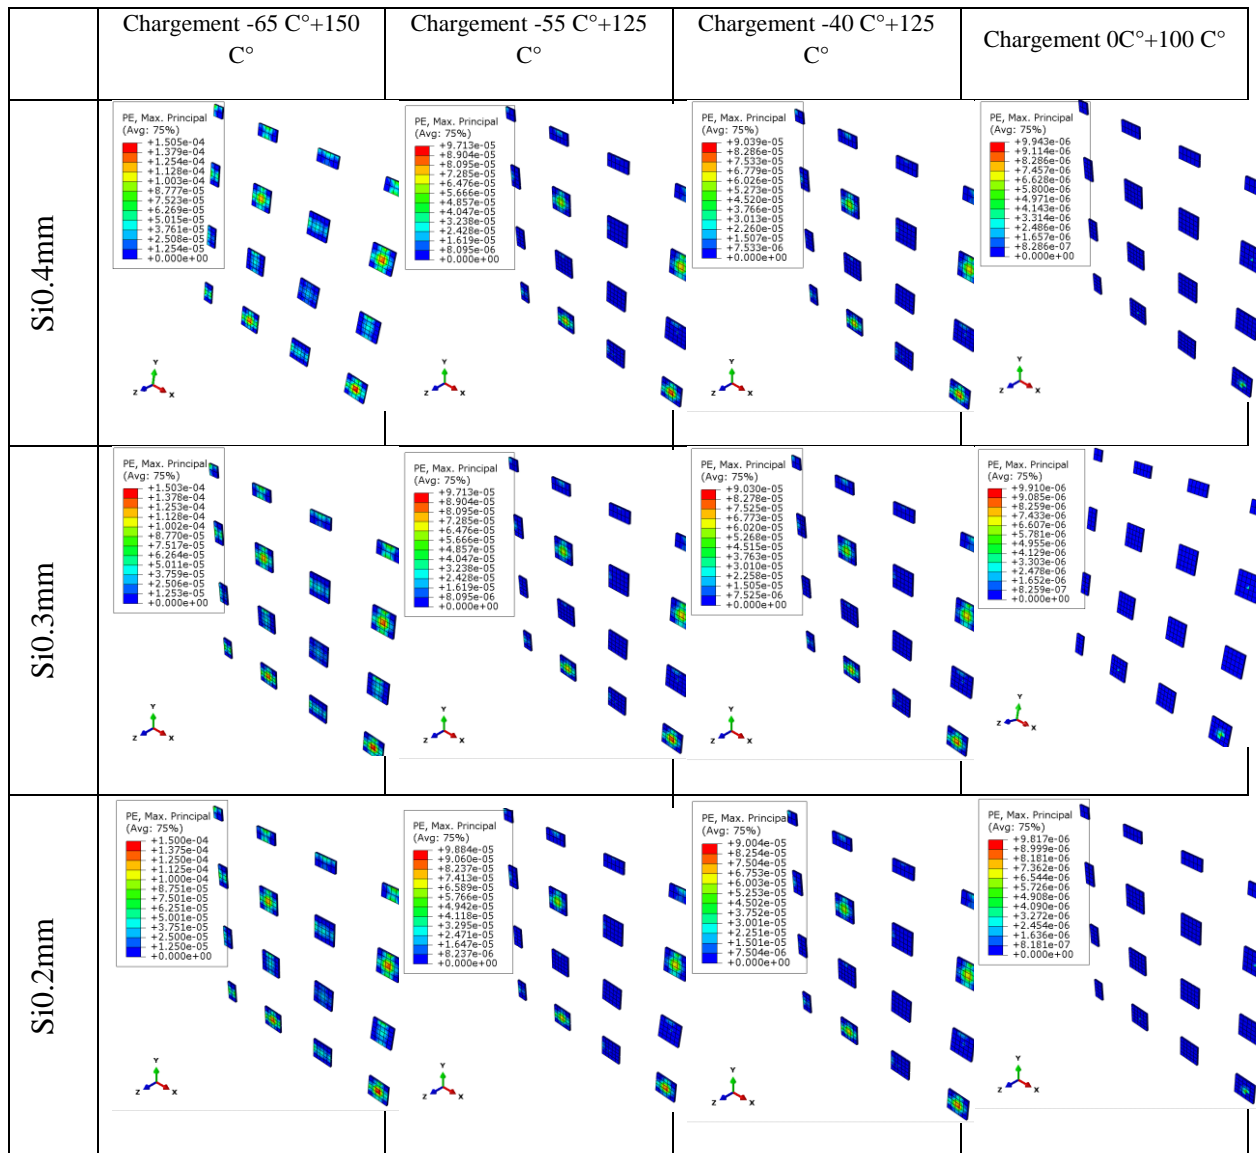 Chargement -65 C°+150
C°
Chargement -55 C°+125
C°
Chargement -40 C°+125
C°
Chargement 0C°+100 C°
Si0.4mm
PE, Max. Principal
(Avg: 75%)
+1.505e-04
+1.379e-04
+1.254e-04
+1.128e-04
+1.003e-04
+8.777e-05
+7.523e-05
+6.269e-05
+5.015e-05
+3.761e-05
+2.508e-05
+1.254e-05
+0.000e+00
Y
Z
X
PE, Max. Principal
(Avg: 75%)
+9.713e-05
+8.904e-05
+8.095e-05
+7.285e-05
+6.476e-05
+5.666e-05
+4.857e-05
+4.047e-05
+3.238e-05
+2.428e-05
+1.619e-05
+8.095e-06
+0.000e+00
Y
Z
X
PE, Max. Principal
(Avg: 75%)
+9.039e-05
+8.286e-05
+7.533e-05
+6.779e-05
+6.026e-05
+5.273e-05
+4.520e-05
+3.766e-05
+3.013e-05
+2.260e-05
+1.507e-05
+7.533e-06
+0.000e+00
Y
Z
X
PE, Max. Principal
(Avg: 75%)
+9.943e-06
+9.114e-06
+8.286e-06
+7.457e-06
+6.628e-06
+5.800e-06
+4.971e-06
+4.143e-06
+3.314e-06
+2.486e-06
+1.657e-06
+8.286e-07
+0.000e+00
Y
Z
X
Si0.3mm
PE, Max. Principal
(Avg: 75%)
+1.503e-04
+1.378e-04
+1.253e-04
+1.128e-04
+1.002e-04
+8.770e-05
+7.517e-05
+6.264e-05
+5.011e-05
+3.759e-05
+2.506e-05
+1.253e-05
+0.000e+00
Y
Z
X
PE, Max. Principal
(Avg: 75%)
+9.713e-05
+8.904e-05
+8.095e-05
+7.285e-05
+6.476e-05
+5.666e-05
+4.857e-05
+4.047e-05
+3.238e-05
+2.428e-05
+1.619e-05
+8.095e-06
+0.000e+00
Y
Z
X
PE, Max. Principal
(Avg: 75%)
+9.030e-05
+8.278e-05
+7.525e-05
+6.773e-05
+6.020e-05
+5.268e-05
+4.515e-05
+3.763e-05
+3.010e-05
+2.258e-05
+1.505e-05
+7.525e-06
+0.000e+00
Y
Z
X
PE, Max. Principal
(Avg: 75%)
+9.910e-06
+9.085e-06
+8.259e-06
+7.433e-06
+6.607e-06
+5.781e-06
+4.955e-06
+4.129e-06
+3.303e-06
+2.478e-06
+1.652e-06
+8.259e-07
+0.000e+00
Y
Z
X
Si0.2mm
PE, Max. Principal
(Avg: 75%)
+1.500e-04
+1.375e-04
+1.250e-04
+1.125e-04
+1.000e-04
+8.751e-05
+7.501e-05
+6.251e-05
+5.001e-05
+3.751e-05
+2.500e-05
+1.250e-05
+0.000e+00
Y
Z
X
PE, Max. Principal
(Avg: 75%)
+9.884e-05
+9.060e-05
+8.237e-05
+7.413e-05
+6.589e-05
+5.766e-05
+4.942e-05
+4.118e-05
+3.295e-05
+2.471e-05
+1.647e-05
+8.237e-06
+0.000e+00
Y
Z
X
PE, Max. Principal
(Avg: 75%)
+9.004e-05
+8.254e-05
+7.504e-05
+6.753e-05
+6.003e-05
+5.253e-05
+4.502e-05
+3.752e-05
+3.001e-05
+2.251e-05
+1.501e-05
+7.504e-06
+0.000e+00
Y
Z
X
PE, Max. Principal
(Avg: 75%)
+9.817e-06
+8.999e-06
+8.181e-06
+7.362e-06
+6.544e-06
+5.726e-06
+4.908e-06
+4.090e-06
+3.272e-06
+2.454e-06
+1.636e-06
+8.181e-07
+0.000e+00
Y
Z
X